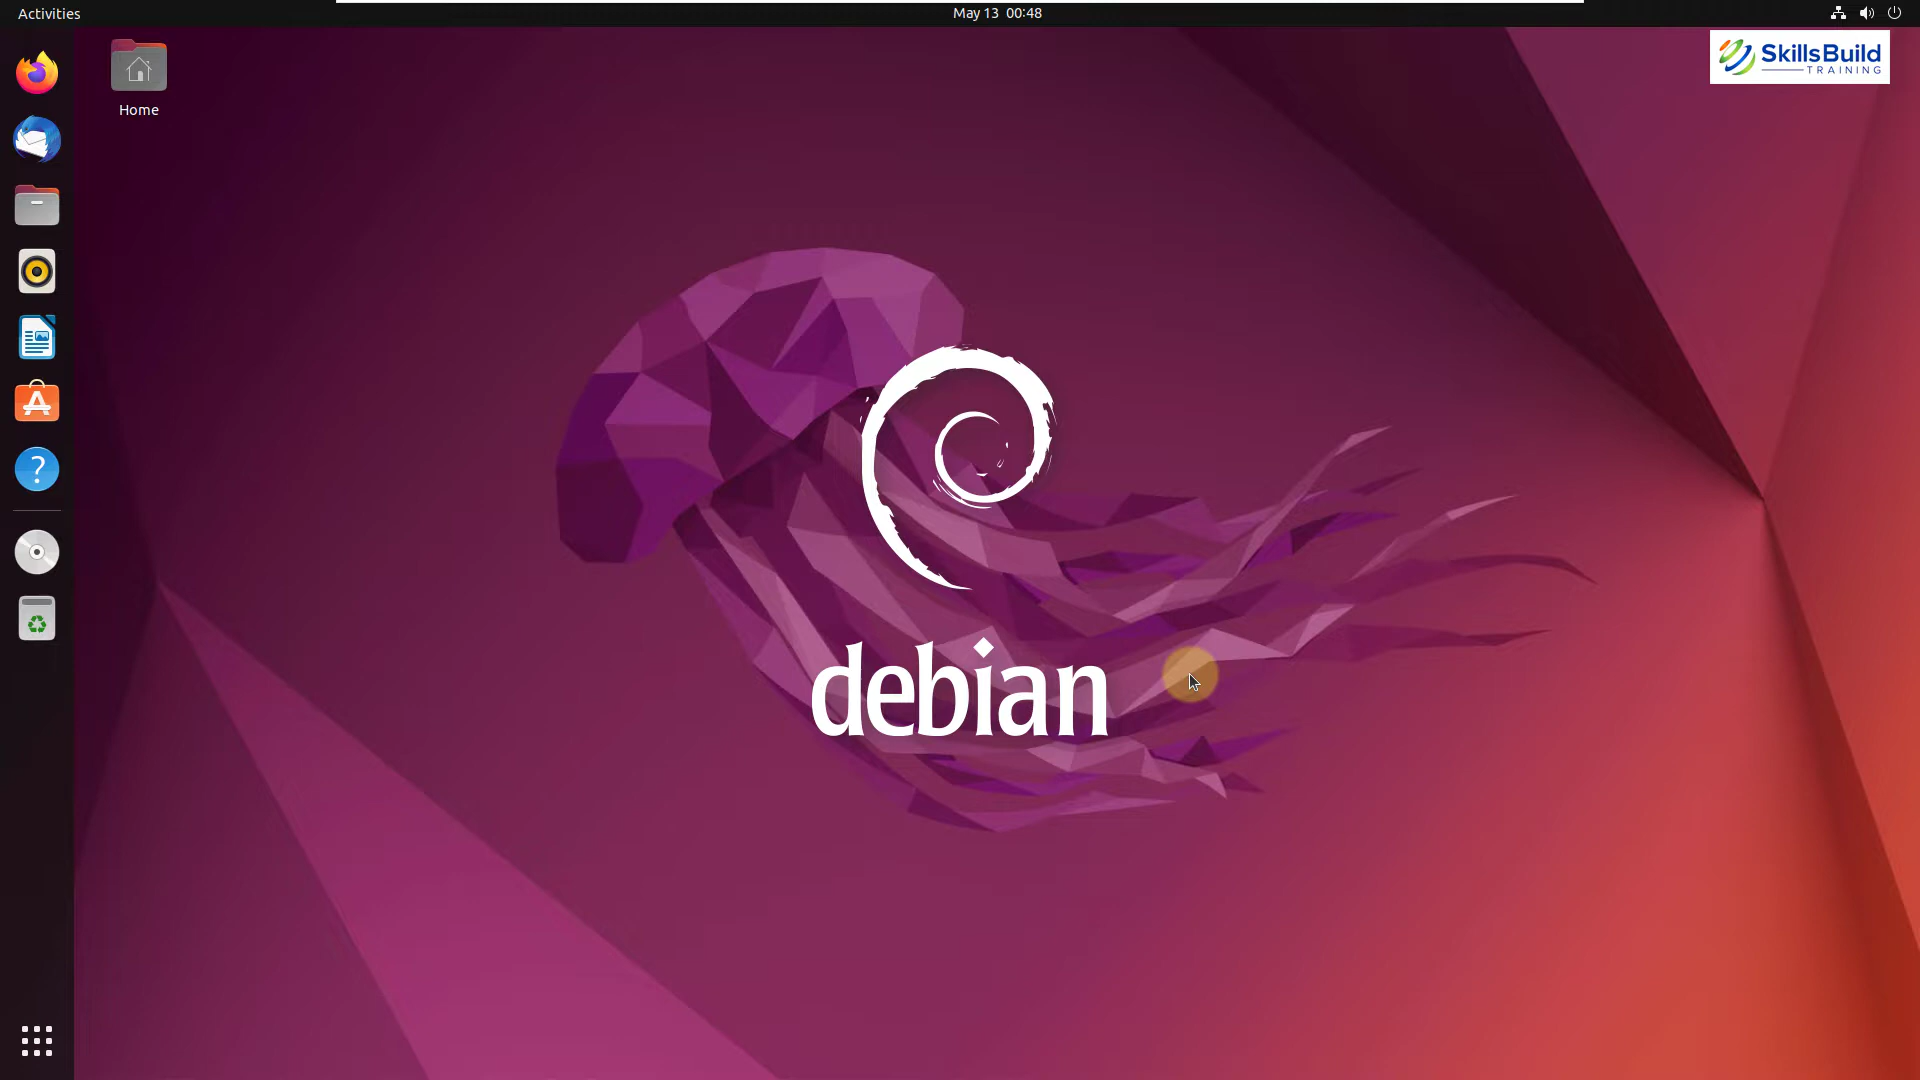 Activities
May 13 00:48
SkillsBuild
TRAINING
Home
?
debian